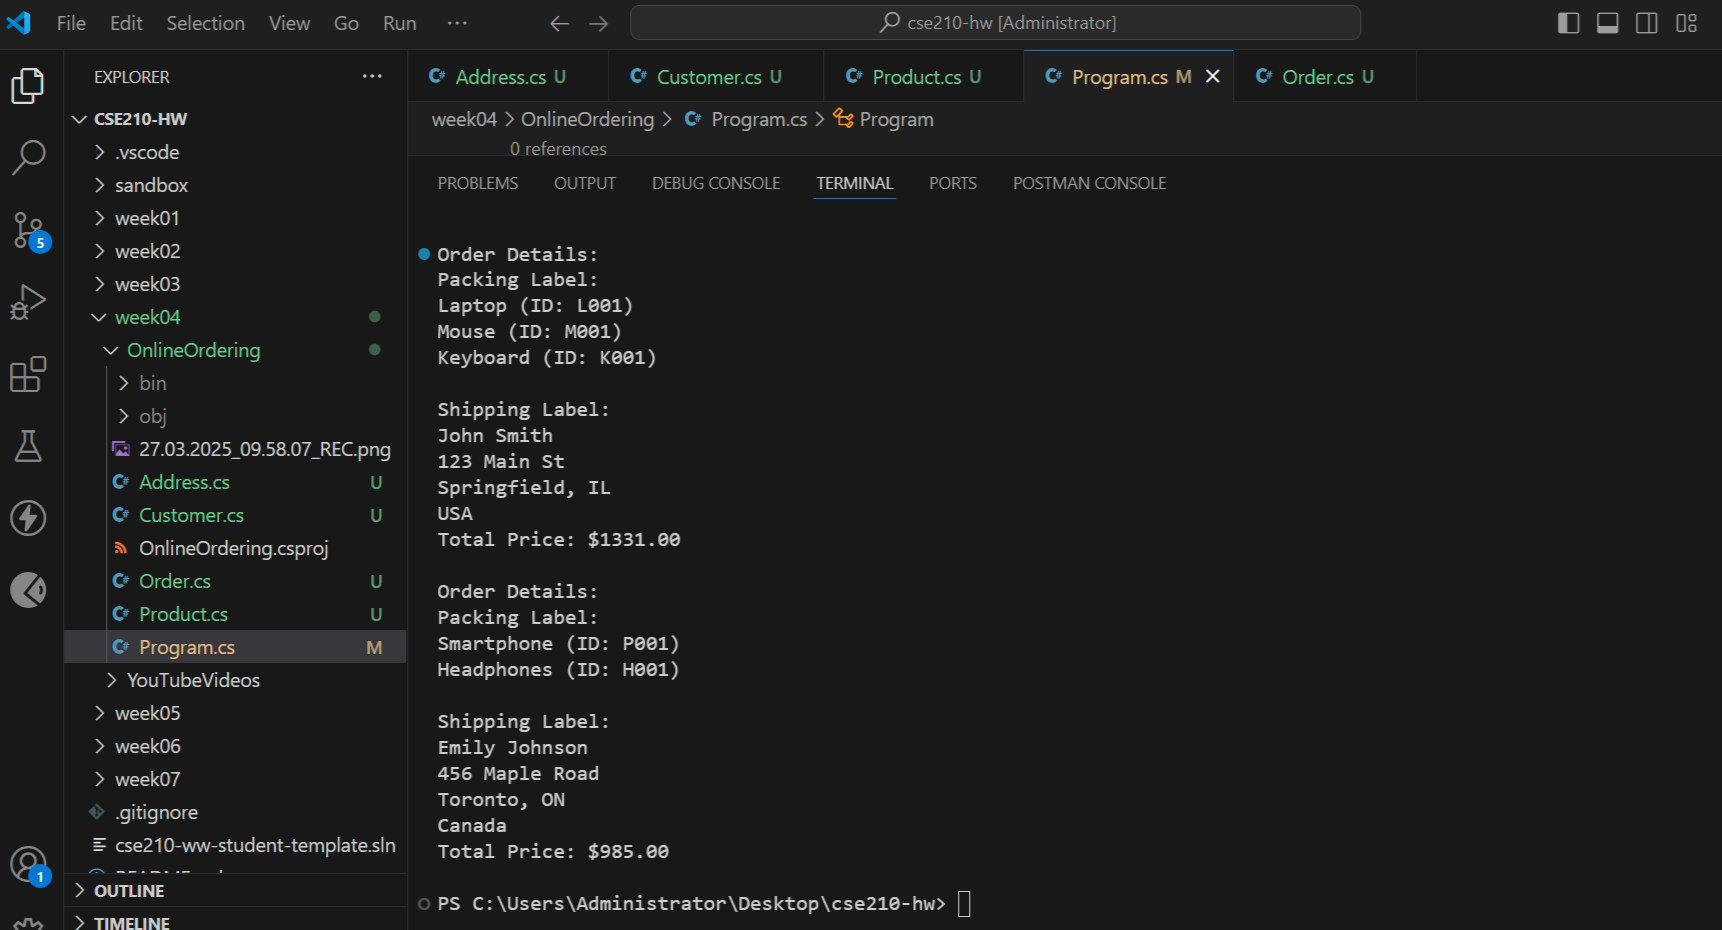 File Edit Selection View Go Run ···
cse210-hw [Administrator]
EXPLORER ···
CSE210-HW
.vscode
sandbox
week01
week02
week03
week04
OnlineOrdering
bin
obj
27.03.2025_09.58.07_REC.png
C# Address.cs U
C# Customer.cs U
OnlineOrdering.csproj
C# Order.cs U
C# Product.cs U
C# Program.cs M
YouTubeVideos
week05
week06
week07
.gitignore
cse210-ww-student-template.sln
OUTLINE
TIMELINE
5
1
C# Address.cs U
C# Customer.cs U
C# Product.cs U
C# Program.cs M
C# Order.cs U
week04 > OnlineOrdering > C# Program.cs > Program
0 references
PROBLEMS OUTPUT DEBUG CONSOLE TERMINAL PORTS POSTMAN CONSOLE
Order Details:
Packing Label:
Laptop (ID: L001)
Mouse (ID: M001)
Keyboard (ID: K001)
Shipping Label:
John Smith
123 Main St
Springfield, IL
USA
Total Price: $1331.00
Order Details:
Packing Label:
Smartphone (ID: P001)
Headphones (ID: H001)
Shipping Label:
Emily Johnson
456 Maple Road
Toronto, ON
Canada
Total Price: $985.00
PS C:\Users\Administrator\Desktop\cse210-hw>